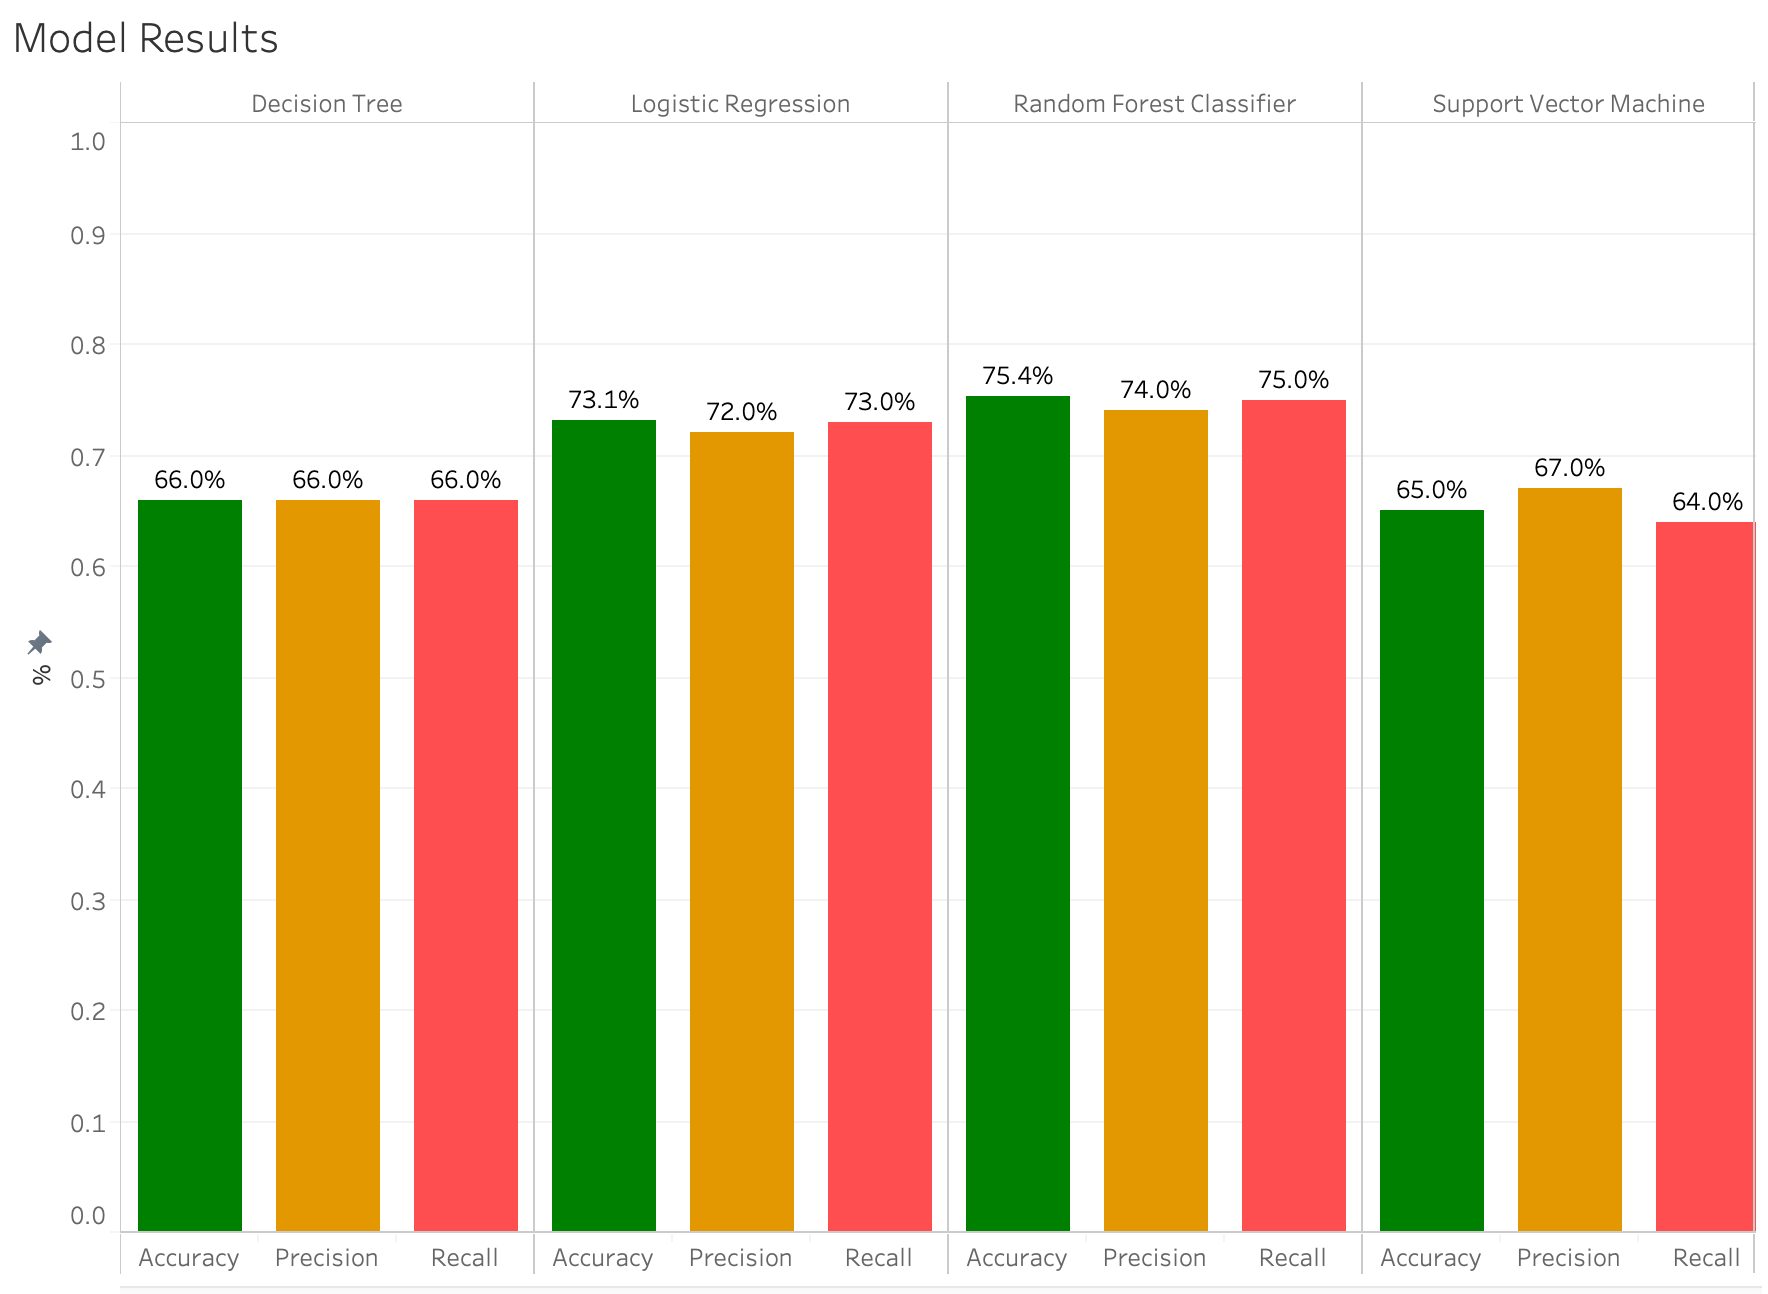 Model Results
Decision Tree Logistic Regression Random Forest Classifier Support Vector Machine
1.0
0.9
0.8
75.4% 74.0% 75.0%
73.1% 72.0% 73.0%
0.7
67.0%
66.0% 66.0% 66.0% 65.0% 64.0%
0.6
%
0.5
0.4
0.3
0.2
0.1
0.0
Accuracy Precision Recall Accuracy Precision Recall Accuracy Precision Recall Accuracy Precision Recall